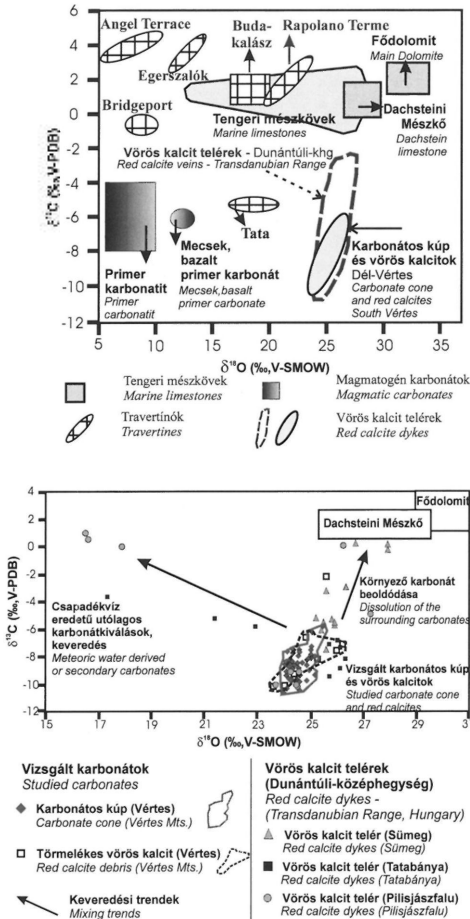 6
4
2
0
-2
-4
-6
-8
-10
-12
δ¹³C (‰,V-PDB)
Angel Terrace
Egerszalók
Buda-
kalász
Rapolano Terme
Fődolomit
Main Dolomite
Bridgeport
Tengeri mészkövek
Marine limestones
Dachsteini
Mészkő
Dachstein
limestone
Vörös kalcit telérek - Dunántúli-khg
Red calcite veins - Transdanubian Range
Tata
Primer
karbonatit
Primer
carbonatit
Mecsek,
bazalt
primer karbonát
Mecsek,basalt
primer carbonate
Karbonátos kúp
és vörös kalcitok
Dél-Vértes
Carbonate cone
and red calcites
South Vértes
5 10 15 20 25 30 35
δ¹⁸O (‰,V-SMOW)
Tengeri mészkövek
Marine limestones
Magmatogén karbonátok
Magmatic carbonates
Travertínók
Travertines
Vörös kalcit telérek
Red calcite dykes
4
2
0
-2
-4
-6
-8
-10
-12
δ¹³C (‰,V-PDB)
Fődolomit
Dachsteini Mészkő
Csapadékvíz
eredetű utólagos
karbonátkiválások,
keveredés
Meteoric water derived
or secondary carbonates
Környező karbonát
beoldódása
Dissolution of the
surrounding carbonates
Vizsgált karbonátos kúp
és vörös kalcitok
Studied carbonate cone
and red calcites
15 17 19 21 23 25 27 29 3
δ¹⁸O (‰,V-SMOW)
Vizsgált karbonátok
Studied carbonates
Karbonátos kúp (Vértes)
Carbonate cone (Vértes Mts.)
Törmelékes vörös kalcit (Vértes)
Red calcite debris (Vértes Mts.)
Keveredési trendek
Mixing trends
Vörös kalcit telérek
(Dunántúli-középhegység)
Red calcite dykes -
(Transdanubian Range, Hungary)
Vörös kalcit telér (Sümeg)
Red calcite dykes (Sümeg)
Vörös kalcit telér (Tatabánya)
Red calcite dykes (Tatabánya)
Vörös kalcit telér (Pilisjászfalu)
Red calcite dykes (Pilisjászfalu)